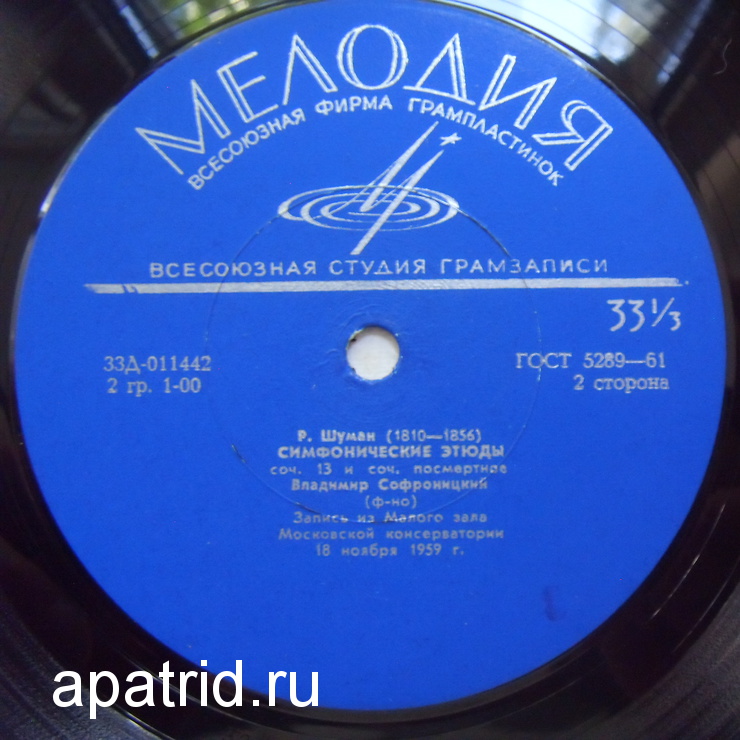 МЕЛОДИЯ
ВСЕСОЮЗНАЯ ФИРМА ГРАМПЛАСТИНОК
ВСЕСОЮЗНАЯ СТУДИЯ ГРАМЗАПИСИ
33⅓
33Д-011442
2 гр. 1-00
ГОСТ 5289—61
2 сторона
Р. Шуман (1810—1856)
СИМФОНИЧЕСКИЕ ЭТЮДЫ
соч. 13 и соч. посмертные
Владимир Софроницкий
(ф-но)
Запись из Малого зала
Московской консерватории
18 ноября 1959 г.
apatrid.ru